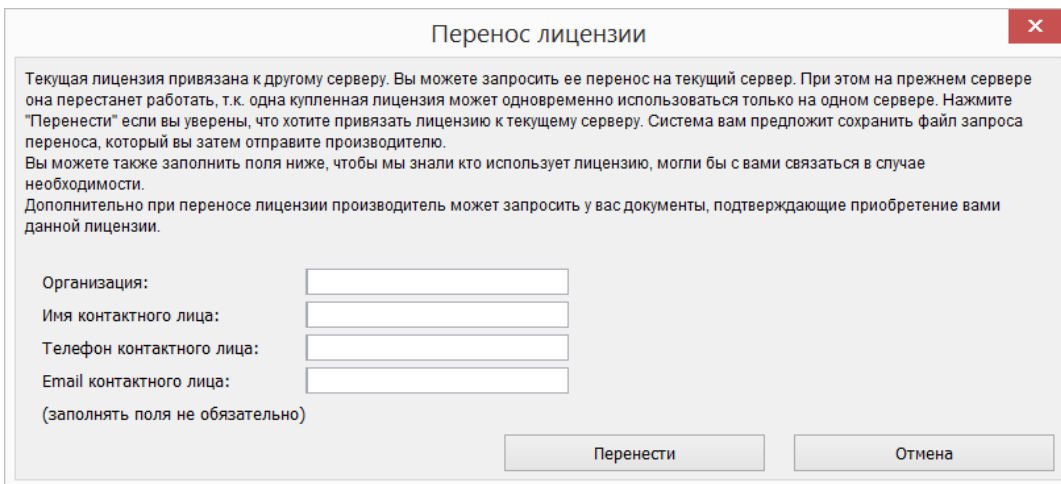 Перенос лицензии
Текущая лицензия привязана к другому серверу. Вы можете запросить ее перенос на текущий сервер. При этом на прежнем сервере
она перестанет работать, т.к. одна купленная лицензия может одновременно использоваться только на одном сервере. Нажмите
"Перенести" если вы уверены, что хотите привязать лицензию к текущему серверу. Система вам предложит сохранить файл запроса
переноса, который вы затем отправите производителю.
Вы можете также заполнить поля ниже, чтобы мы знали кто использует лицензию, могли бы с вами связаться в случае
необходимости.
Дополнительно при переносе лицензии производитель может запросить у вас документы, подтверждающие приобретение вами
данной лицензии.
Организация:
Имя контактного лица:
Телефон контактного лица:
Email контактного лица:
(заполнять поля не обязательно)
Перенести Отмена